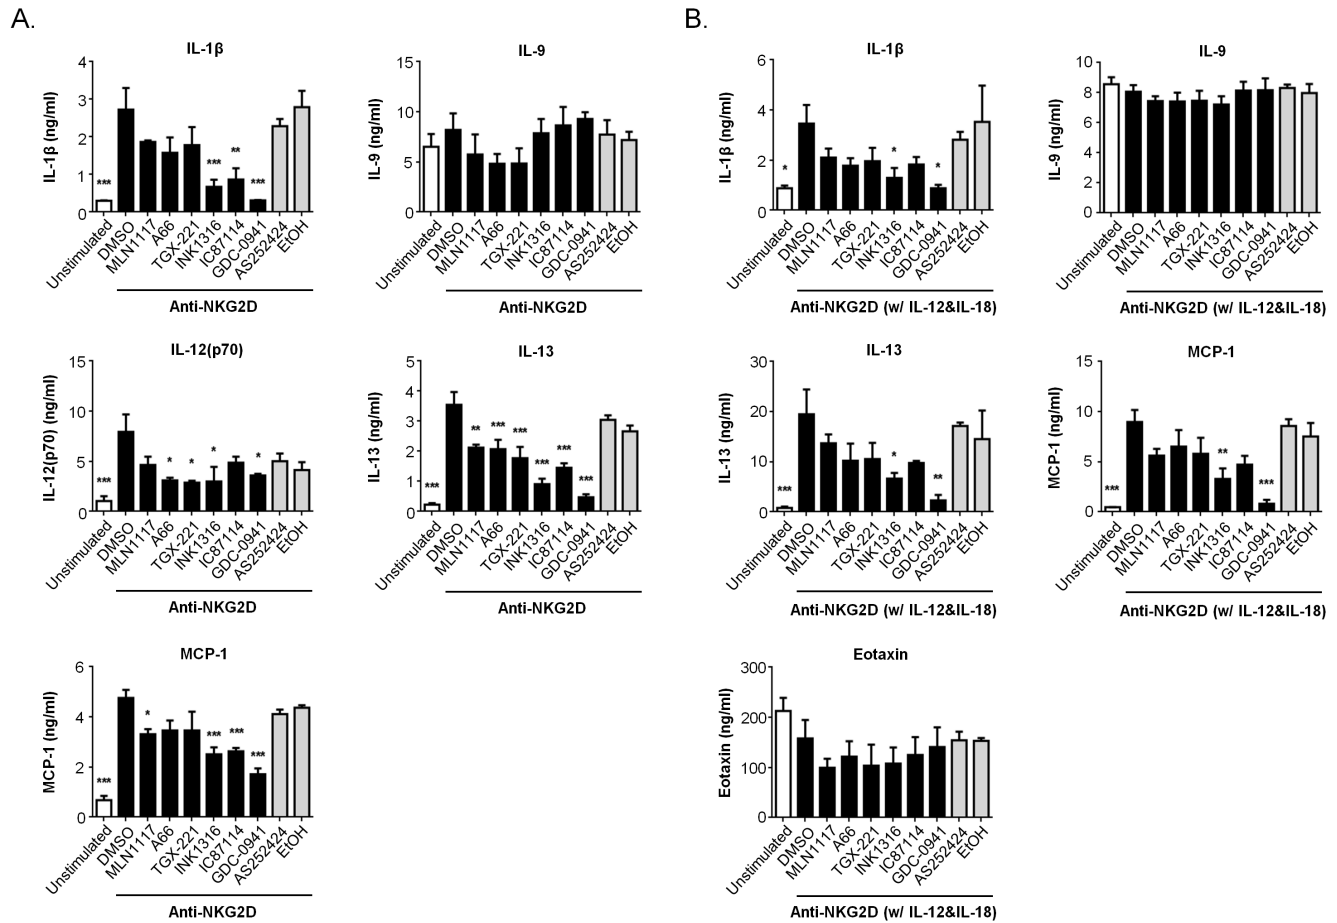 A.
B.
IL-1β
IL-1β (ng/ml)
4
3
2
1
0
***
***
**
***
Unstimulated
DMSO
MLN1117
A66
TGX-221
INK1316
IC87114
GDC-0941
AS252424
EtOH
Anti-NKG2D
IL-9
IL-9 (ng/ml)
15
10
5
0
Unstimulated
DMSO
MLN1117
A66
TGX-221
INK1316
IC87114
GDC-0941
AS252424
EtOH
Anti-NKG2D
IL-1β
IL-1β (ng/ml)
6
4
2
0
*
*
*
Unstimulated
DMSO
MLN1117
A66
TGX-221
INK1316
IC87114
GDC-0941
AS252424
EtOH
Anti-NKG2D (w/ IL-12&IL-18)
IL-9
IL-9 (ng/ml)
10
8
6
4
2
0
Unstimulated
DMSO
MLN1117
A66
TGX-221
INK1316
IC87114
GDC-0941
AS252424
EtOH
Anti-NKG2D (w/ IL-12&IL-18)
IL-12(p70)
IL-12(p70) (ng/ml)
15
10
5
0
***
*
*
*
*
Unstimulated
DMSO
MLN1117
A66
TGX-221
INK1316
IC87114
GDC-0941
AS252424
EtOH
Anti-NKG2D
IL-13
IL-13 (ng/ml)
5
4
3
2
1
0
***
**
***
***
***
***
***
Unstimulated
DMSO
MLN1117
A66
TGX-221
INK1316
IC87114
GDC-0941
AS252424
EtOH
Anti-NKG2D
IL-13
IL-13 (ng/ml)
30
20
10
0
***
*
**
Unstimulated
DMSO
MLN1117
A66
TGX-221
INK1316
IC87114
GDC-0941
AS252424
EtOH
Anti-NKG2D (w/ IL-12&IL-18)
MCP-1
MCP-1 (ng/ml)
15
10
5
0
***
**
***
Unstimulated
DMSO
MLN1117
A66
TGX-221
INK1316
IC87114
GDC-0941
AS252424
EtOH
Anti-NKG2D (w/ IL-12&IL-18)
MCP-1
MCP-1 (ng/ml)
6
4
2
0
***
*
***
***
***
Unstimulated
DMSO
MLN1117
A66
TGX-221
INK1316
IC87114
GDC-0941
AS252424
EtOH
Anti-NKG2D
Eotaxin
Eotaxin (ng/ml)
300
200
100
0
Unstimulated
DMSO
MLN1117
A66
TGX-221
INK1316
IC87114
GDC-0941
AS252424
EtOH
Anti-NKG2D (w/ IL-12&IL-18)